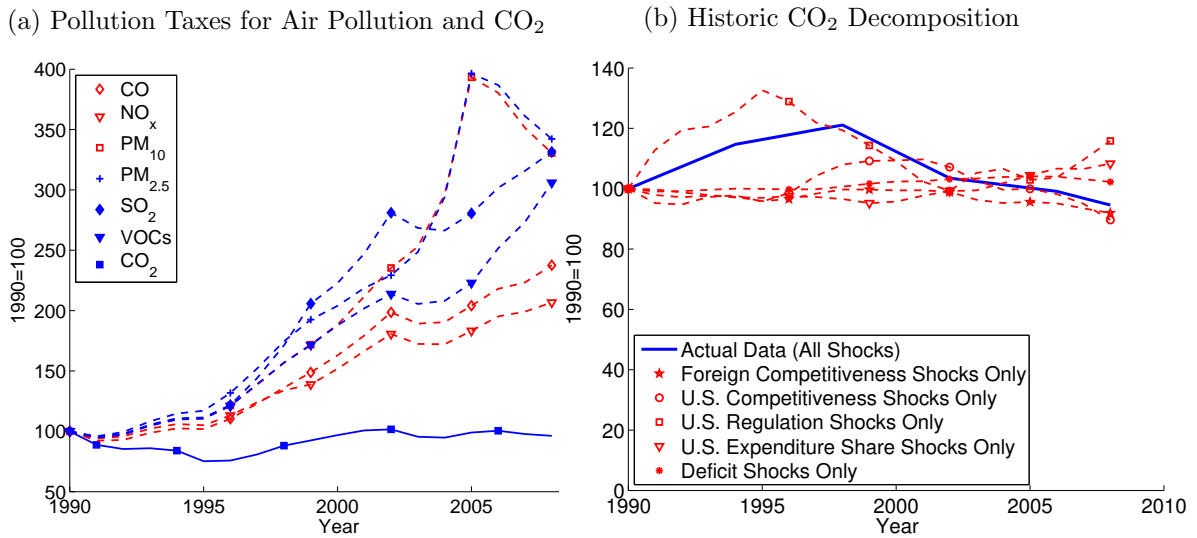 (a) Pollution Taxes for Air Pollution and CO₂
400
350
300
250
200
150
100
50
1990=100
1990
1995
2000
2005
Year
CO
NOₓ
PM₁₀
PM₂.₅
SO₂
VOCs
CO₂
(b) Historic CO₂ Decomposition
140
120
100
80
60
40
20
0
1990=100
1990
1995
2000
2005
2010
Year
Actual Data (All Shocks)
Foreign Competitiveness Shocks Only
U.S. Competitiveness Shocks Only
U.S. Regulation Shocks Only
U.S. Expenditure Share Shocks Only
Deficit Shocks Only